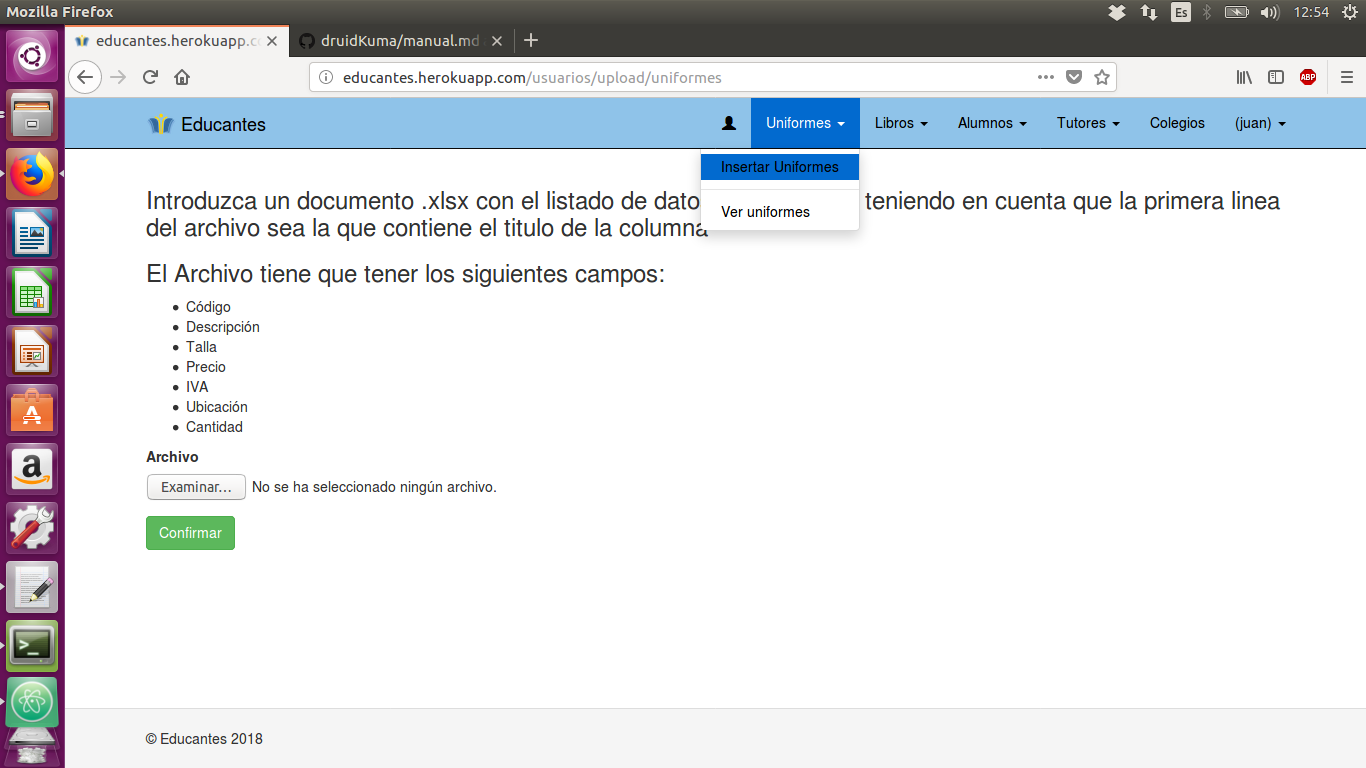 Mozilla Firefox
Es
12:54
educantes.herokuapp.c
druidKuma/manual.md
educantes.herokuapp.com/usuarios/upload/uniformes
ABP
Educantes
Uniformes
Libros
Alumnos
Tutores
Colegios
(juan)
Insertar Uniformes
Ver uniformes
Introduzca un documento .xlsx con el listado de dato teniendo en cuenta que la primera linea
del archivo sea la que contiene el titulo de la columna
El Archivo tiene que tener los siguientes campos:
Código
Descripción
Talla
Precio
IVA
Ubicación
Cantidad
Archivo
Examinar... No se ha seleccionado ningún archivo.
Confirmar
© Educantes 2018